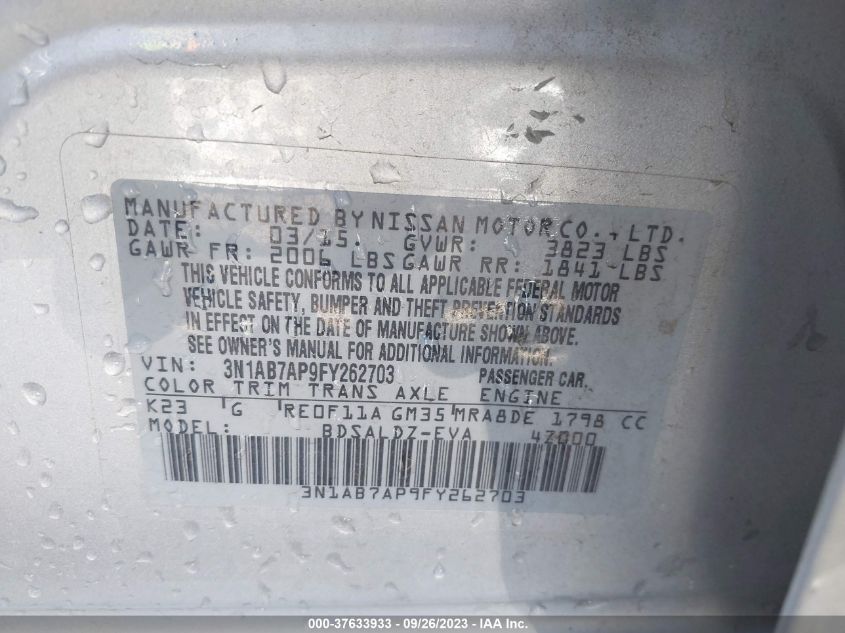 MANUFACTURED BY NISSAN MOTOR CO., LTD.
DATE: 03/15. GVWR: 3823 LBS
GAWR FR: 2006 LBS GAWR RR: 1841 LBS
THIS VEHICLE CONFORMS TO ALL APPLICABLE FEDERAL MOTOR
VEHICLE SAFETY, BUMPER AND THEFT PREVENTION STANDARDS
IN EFFECT ON THE DATE OF MANUFACTURE SHOWN ABOVE.
SEE OWNER'S MANUAL FOR ADDITIONAL INFORMATION.
VIN: 3N1AB7AP9FY262703 PASSENGER CAR.
COLOR TRIM TRANS AXLE ENGINE
K23 G RE0F11A GM35 MRA8DE 1798 CC
MODEL: BDSALDZ-EVA 4Z000
3N1AB7AP9FY262703
000-37633933 - 09/26/2023 - IAA Inc.